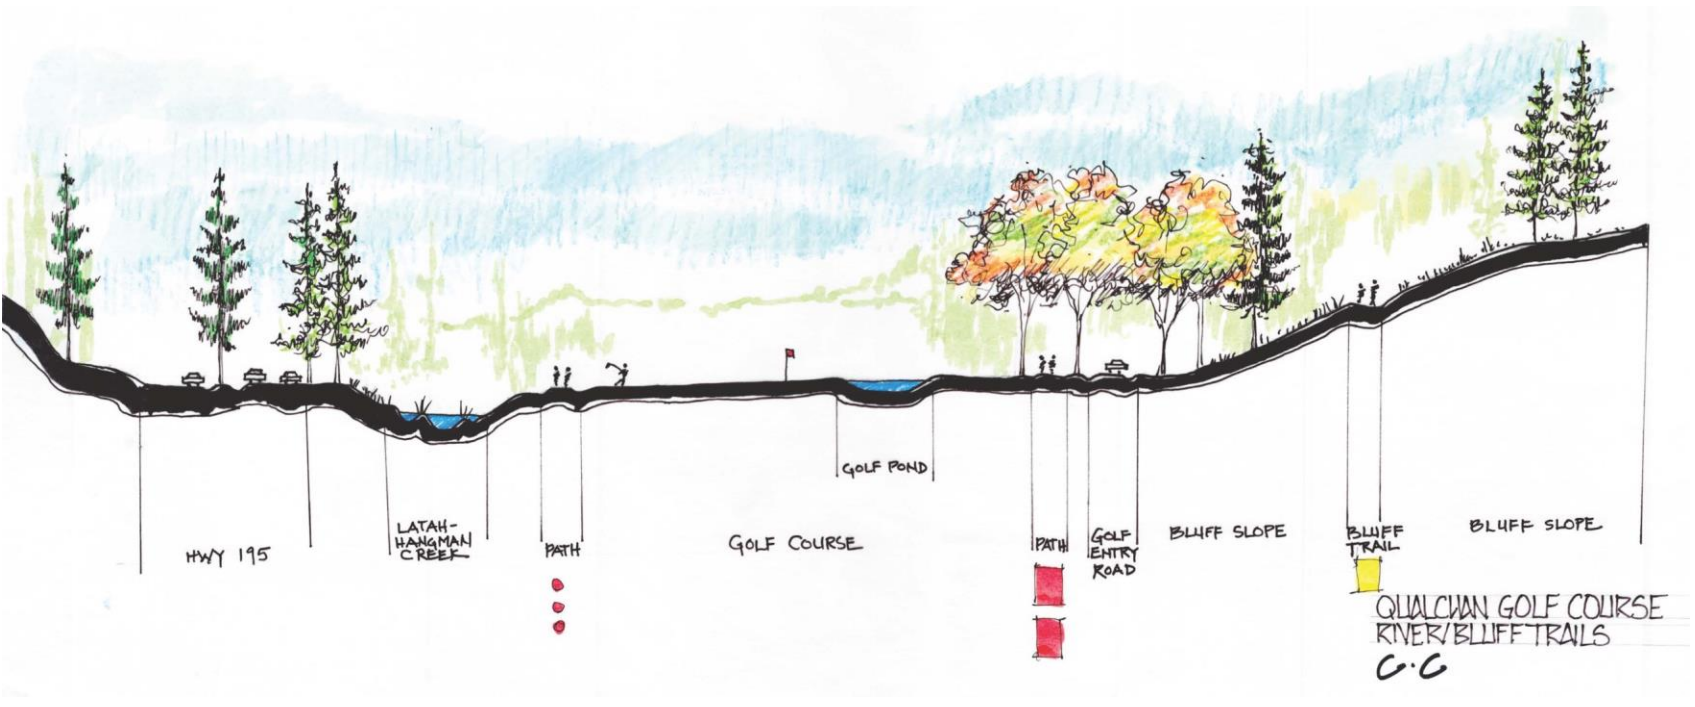 GOLF POND
HWY 195
LATAH-
HANGMAN
CREEK
PATH
GOLF COURSE
PATH
GOLF
ENTRY
ROAD
BLUFF SLOPE
BLUFF
TRAIL
BLUFF SLOPE
QUALCHAN GOLF COURSE
RIVER/BLUFF TRAILS
C·C